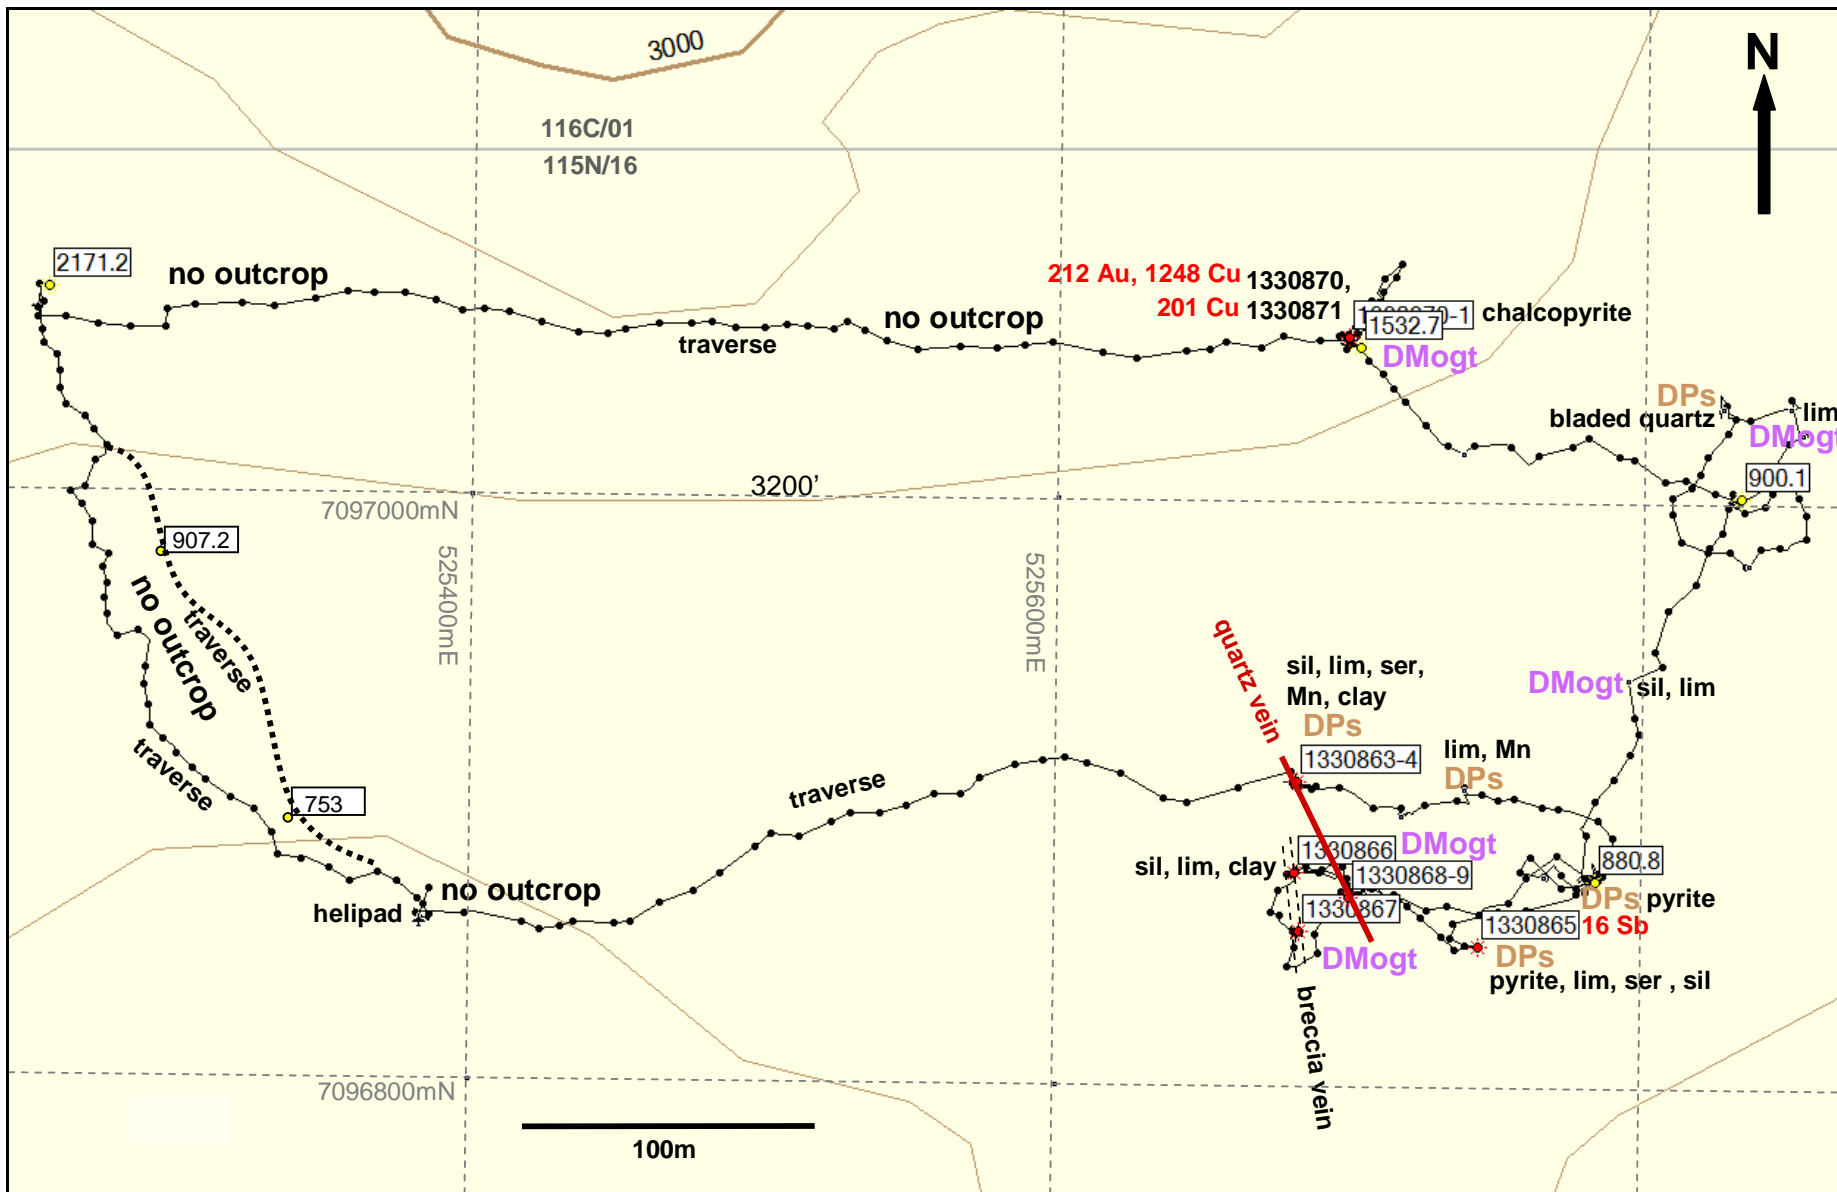 3000
N
116C/01
115N/16
2171.2
no outcrop
212 Au, 1248 Cu 1330870,
201 Cu 1330871
1532.7
chalcopyrite
no outcrop
traverse
DMogt
DPs
bladed quartz
lim
DMogt
3200'
900.1
7097000mN
907.2
525400mE
525600mE
no outcrop
traverse
quartz vein
sil, lim, ser,
Mn, clay
DPs
DMogt
sil, lim
traverse
1330863-4
lim, Mn
DPs
753
traverse
1330866
DMogt
880.8
sil, lim, clay
1330868-9
no outcrop
helipad
1330867
DPs
pyrite
1330865
16 Sb
DMogt
DPs
pyrite, lim, ser , sil
breccia vein
7096800mN
100m